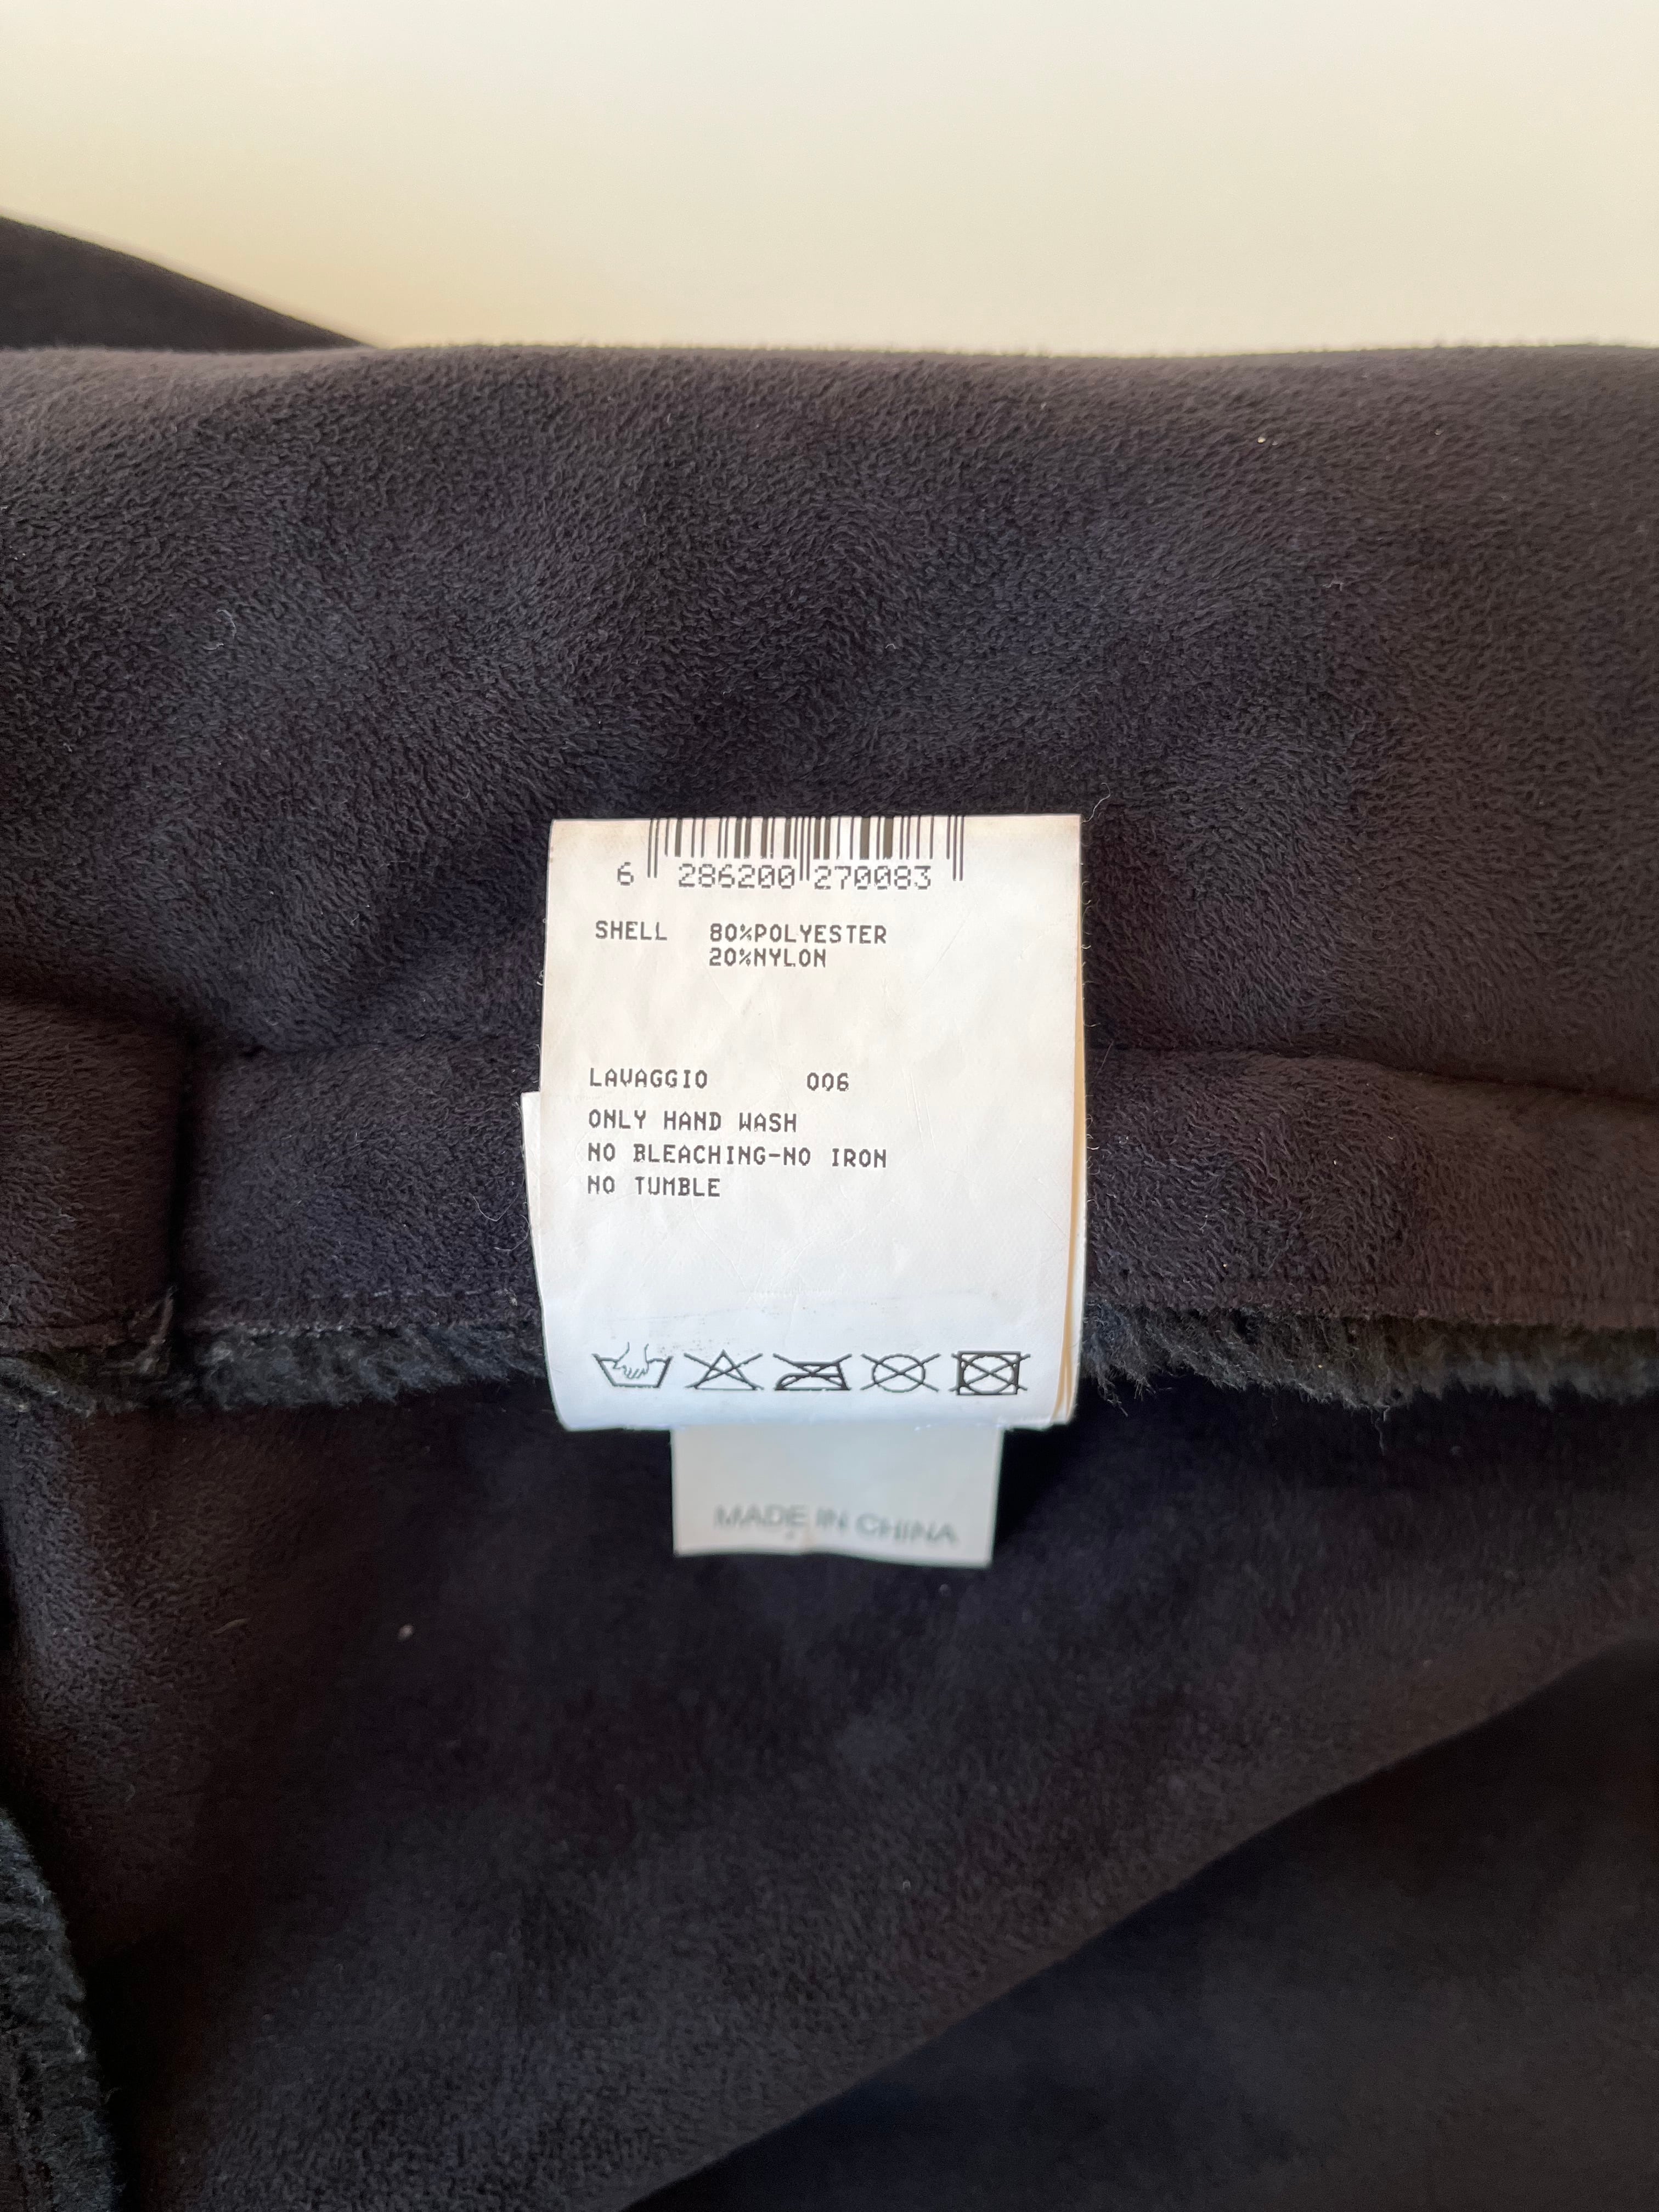 6 286200 270083
SHELL 80%POLYESTER
20%NYLON
LAVAGGIO 006
ONLY HAND WASH
NO BLEACHING-NO IRON
NO TUMBLE
MADE IN CHINA